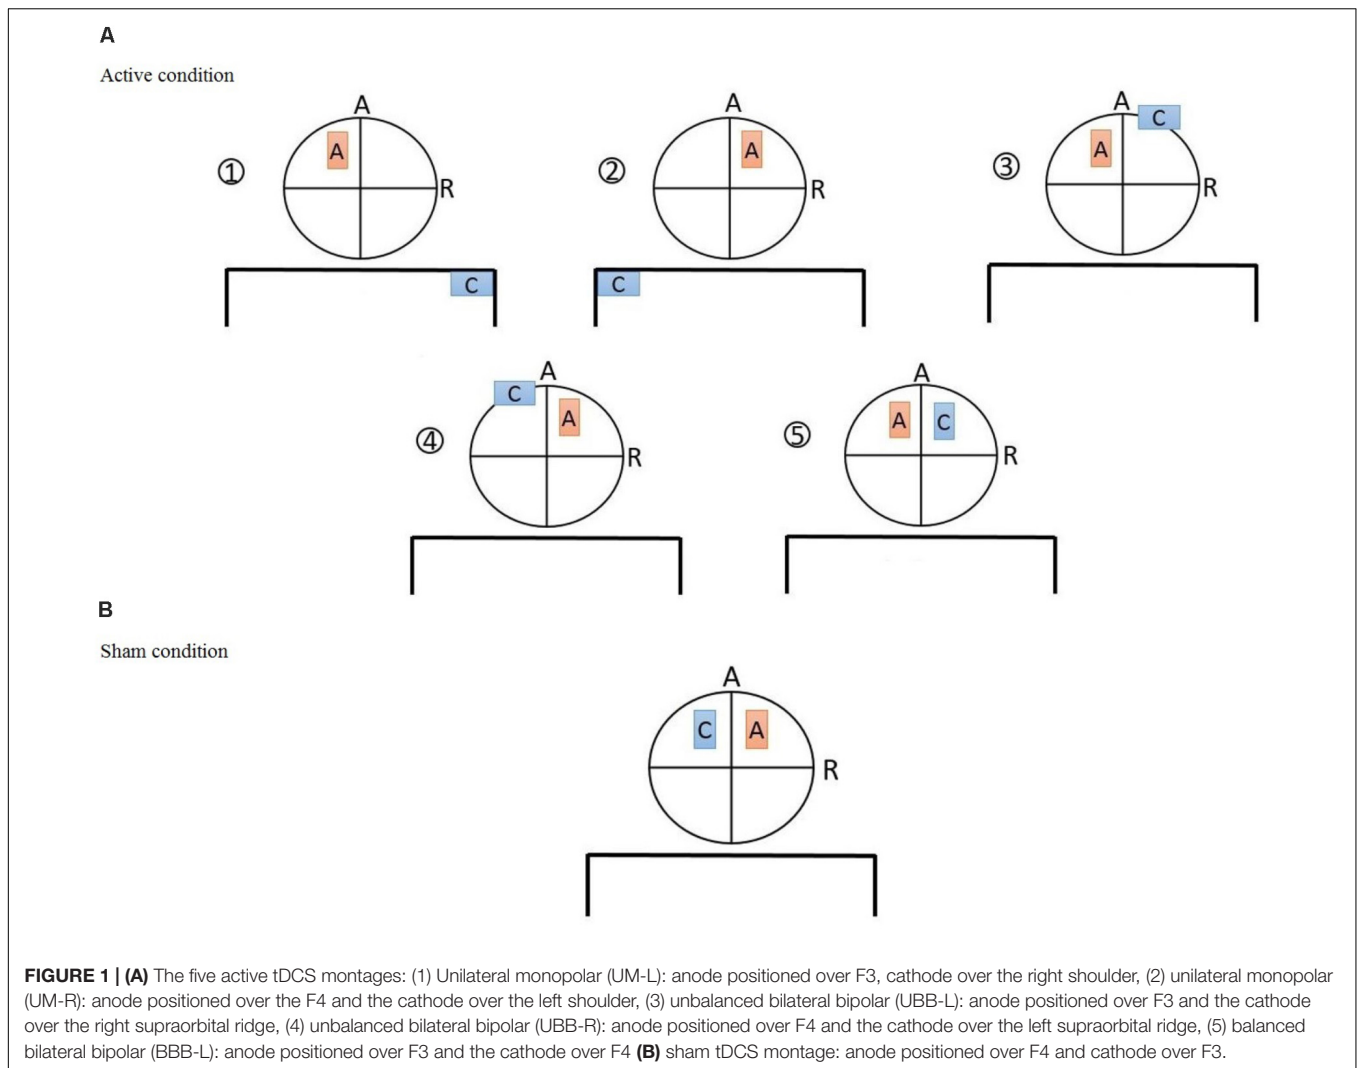 A
Active condition
A
A
A
①
A
R
C
②
A
R
C
③
A
C
R
A
A
④
C
A
R
⑤
A
C
R
B
Sham condition
A
C
A
R
FIGURE 1 | (A) The five active tDCS montages: (1) Unilateral monopolar (UM-L): anode positioned over F3, cathode over the right shoulder, (2) unilateral monopolar
(UM-R): anode positioned over the F4 and the cathode over the left shoulder, (3) unbalanced bilateral bipolar (UBB-L): anode positioned over F3 and the cathode
over the right supraorbital ridge, (4) unbalanced bilateral bipolar (UBB-R): anode positioned over F4 and the cathode over the left supraorbital ridge, (5) balanced
bilateral bipolar (BBB-L): anode positioned over F3 and the cathode over F4 (B) sham tDCS montage: anode positioned over F4 and cathode over F3.